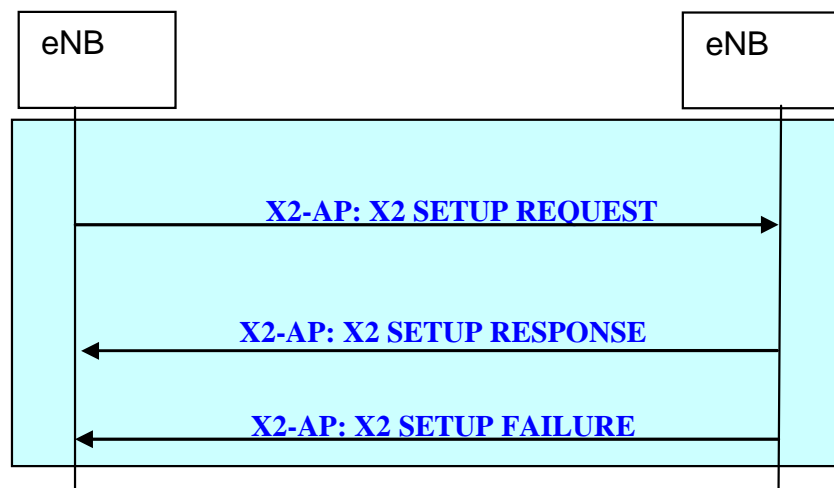 eNB
eNB
X2-AP: X2 SETUP REQUEST
X2-AP: X2 SETUP RESPONSE
X2-AP: X2 SETUP FAILURE